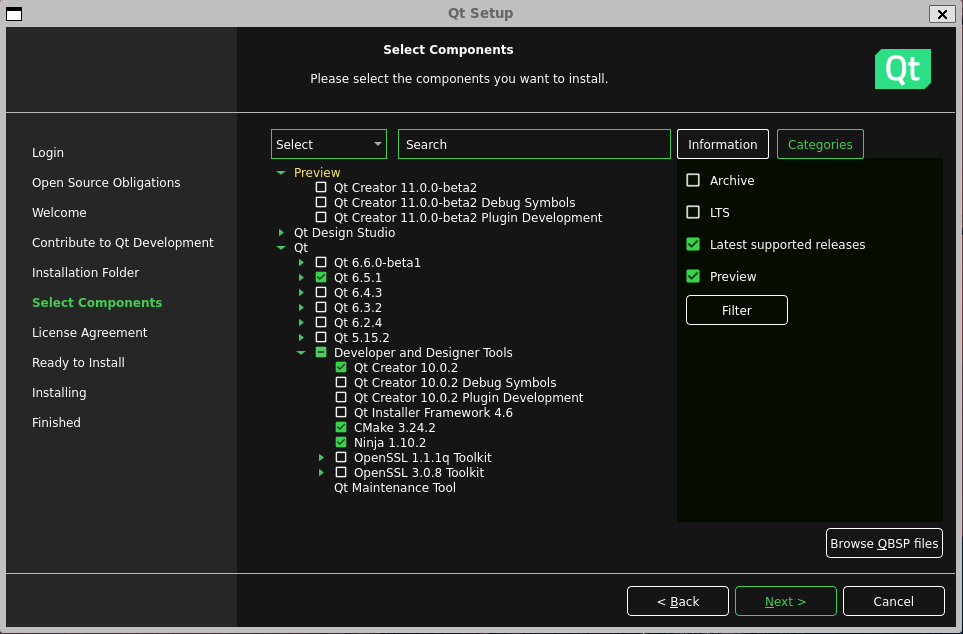 Qt Setup
Select Components
Please select the components you want to install.
Qt
Login
Open Source Obligations
Welcome
Contribute to Qt Development
Installation Folder
Select Components
License Agreement
Ready to Install
Installing
Finished
Select
Search
Information
Categories
Preview
Qt Creator 11.0.0-beta2
Qt Creator 11.0.0-beta2 Debug Symbols
Qt Creator 11.0.0-beta2 Plugin Development
Qt Design Studio
Qt
Qt 6.6.0-beta1
Qt 6.5.1
Qt 6.4.3
Qt 6.3.2
Qt 6.2.4
Qt 5.15.2
Developer and Designer Tools
Qt Creator 10.0.2
Qt Creator 10.0.2 Debug Symbols
Qt Creator 10.0.2 Plugin Development
Qt Installer Framework 4.6
CMake 3.24.2
Ninja 1.10.2
OpenSSL 1.1.1q Toolkit
OpenSSL 3.0.8 Toolkit
Qt Maintenance Tool
Archive
LTS
Latest supported releases
Preview
Filter
Browse QBSP files
< Back
Next >
Cancel